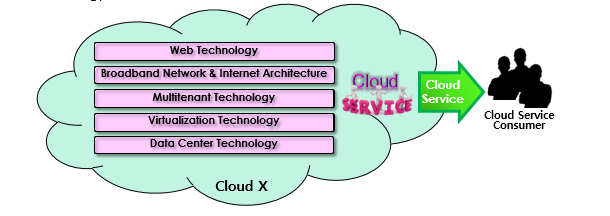 Web Technology
Broadband Network & Internet Architecture
Multitenant Technology
Virtualization Technology
Data Center Technology
Cloud
SERVICE
Cloud
Service
Cloud Service
Consumer
Cloud X